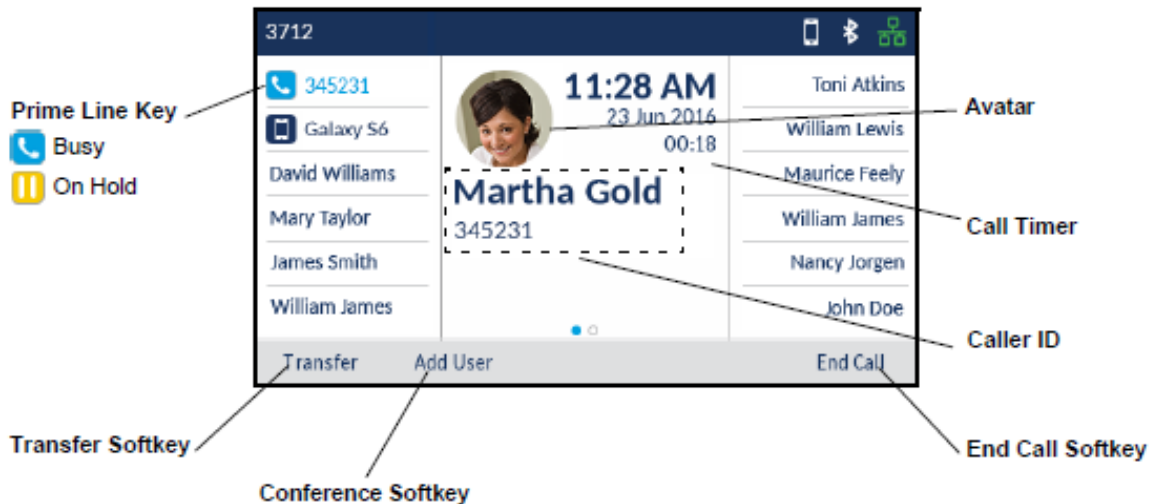 3712
345231
Galaxy S6
David Williams
Mary Taylor
James Smith
William James
11:28 AM
23 Jun 2016
00:18
Martha Gold
345231
Toni Atkins
William Lewis
Maurice Feely
William James
Nancy Jorgen
John Doe
Transfer
Add User
End Call
Prime Line Key
Busy
On Hold
Avatar
Call Timer
Caller ID
Transfer Softkey
Conference Softkey
End Call Softkey